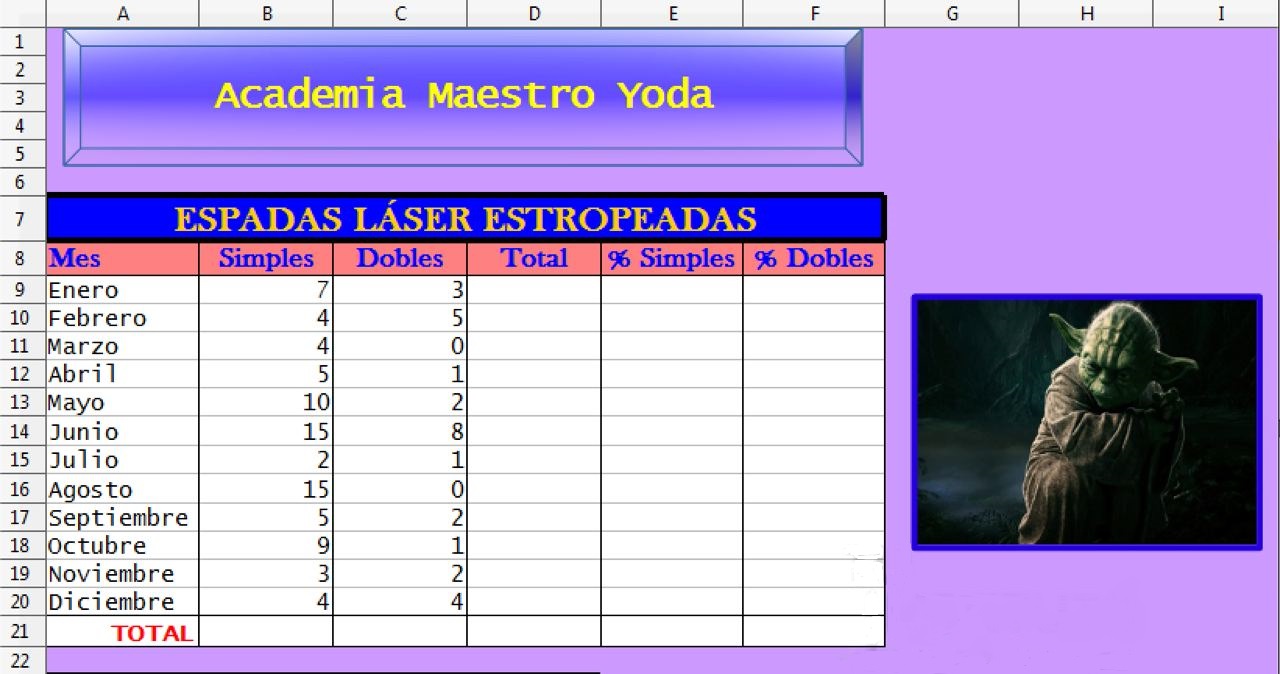 A B C D E F G H I
1
2
3 Academia Maestro Yoda
4
5
6
7 ESPADAS LÁSER ESTROPEADAS
8 Mes Simples Dobles Total % Simples % Dobles
9 Enero 7 3
10 Febrero 4 5
11 Marzo 4 0
12 Abril 5 1
13 Mayo 10 2
14 Junio 15 8
15 Julio 2 1
16 Agosto 15 0
17 Septiembre 5 2
18 Octubre 9 1
19 Noviembre 3 2
20 Diciembre 4 4
21 TOTAL
22